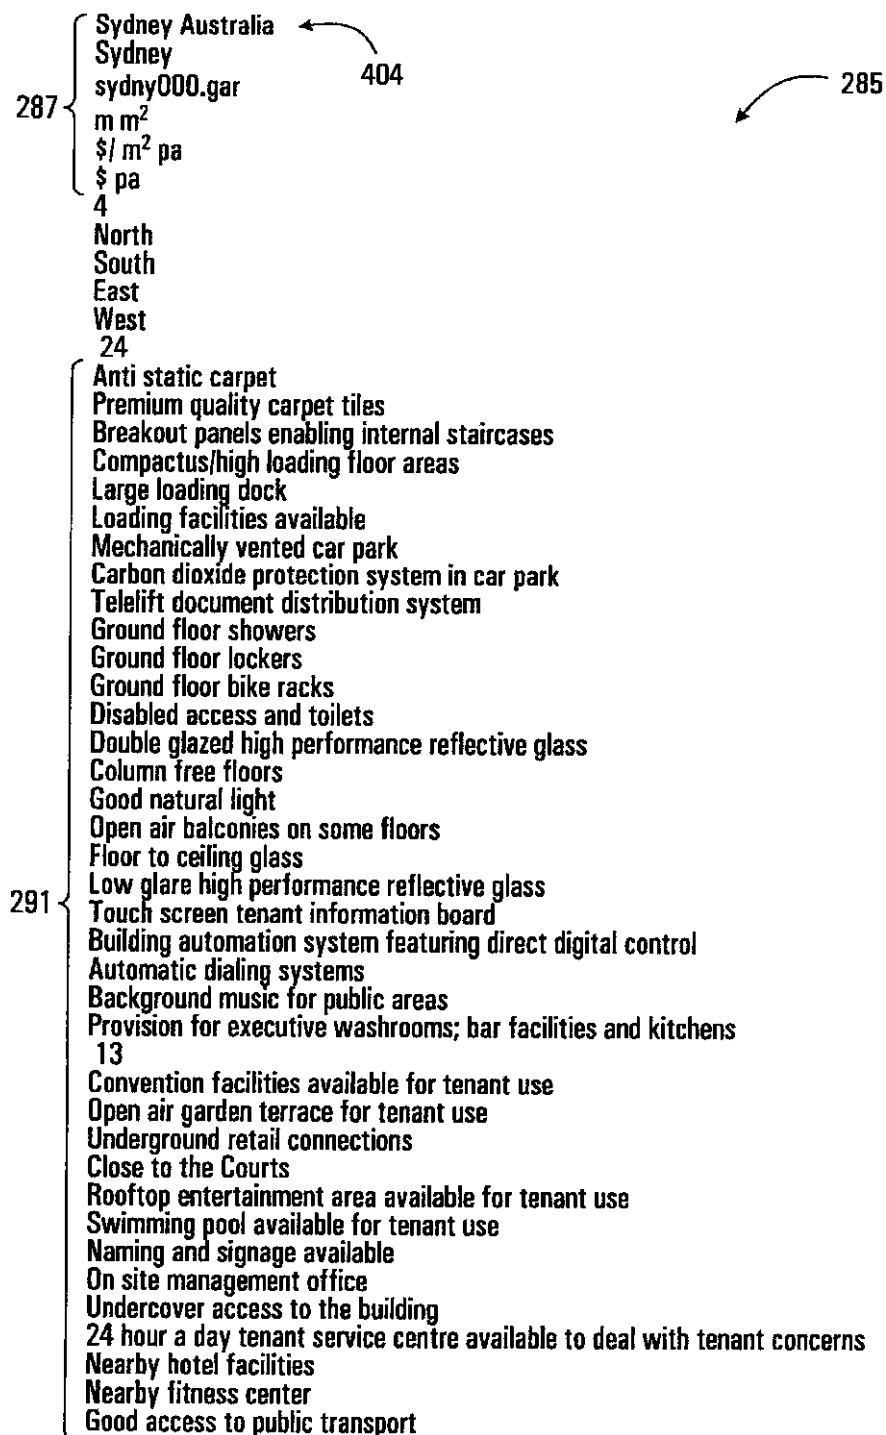 Sydney Australia
404
285
Sydney
sydny000.gar
287
m m²
$/ m² pa
$ pa
4
North
South
East
West
24
Anti static carpet
Premium quality carpet tiles
Breakout panels enabling internal staircases
Compactus/high loading floor areas
Large loading dock
Loading facilities available
Mechanically vented car park
Carbon dioxide protection system in car park
Telelift document distribution system
Ground floor showers
Ground floor lockers
Ground floor bike racks
Disabled access and toilets
Double glazed high performance reflective glass
Column free floors
Good natural light
Open air balconies on some floors
Floor to ceiling glass
Low glare high performance reflective glass
291
Touch screen tenant information board
Building automation system featuring direct digital control
Automatic dialing systems
Background music for public areas
Provision for executive washrooms; bar facilities and kitchens
13
Convention facilities available for tenant use
Open air garden terrace for tenant use
Underground retail connections
Close to the Courts
Rooftop entertainment area available for tenant use
Swimming pool available for tenant use
Naming and signage available
On site management office
Undercover access to the building
24 hour a day tenant service centre available to deal with tenant concerns
Nearby hotel facilities
Nearby fitness center
Good access to public transport